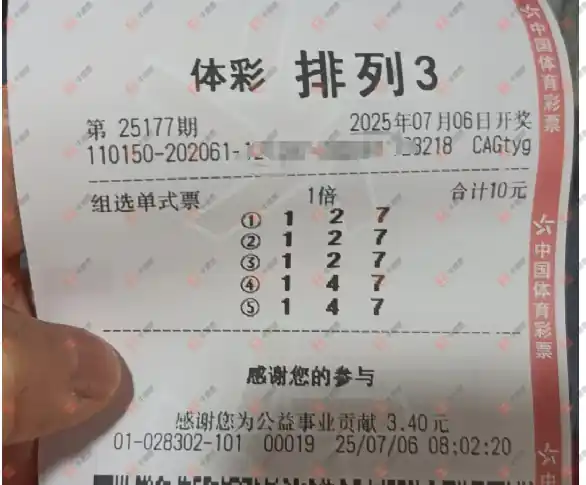 体彩 排列3
第 25177期 2025年07月06日开奖
110150-202061-1 3218 CAGtyg
组选单式票 1倍 合计10元
① 1 2 7
② 1 2 7
③ 1 2 7
④ 1 4 7
⑤ 1 4 7
感谢您的参与
感谢您为公益事业贡献 3.40元
01-028302-101 00019 25/07/06 08:02:20
中国体育彩票
中国体育彩票
中